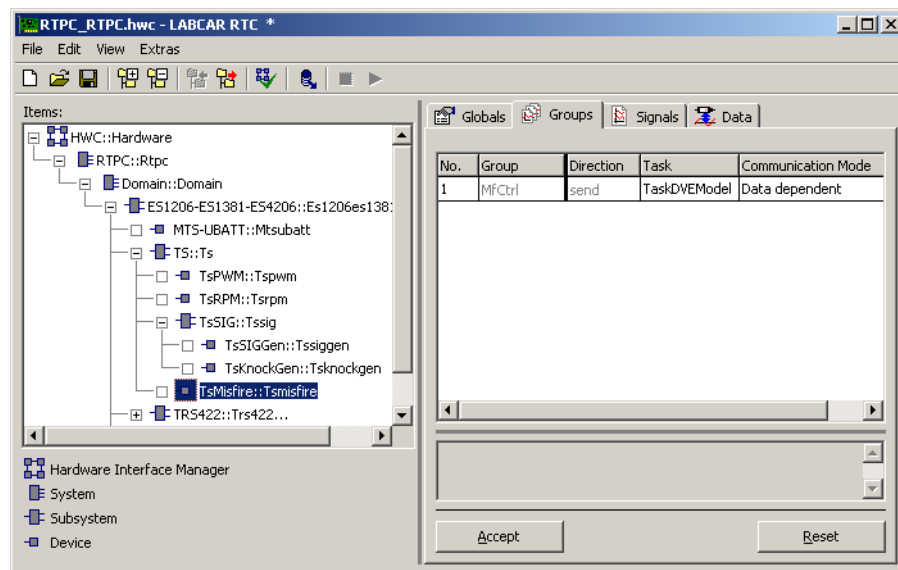 RTPC_RTPC.hwc - LABCAR RTC *
File Edit View Extras
Items:
HWC::Hardware
RTPC::Rtpc
Domain::Domain
ES1206-ES1381-ES4206::Es1206es1381
MTS-UBATT::Mtsubatt
TS::Ts
TsPWM::Tspwm
TsRPM::Tsrpm
TsSIG::Tssig
TsSIGGen::Tssiggen
TsKnockGen::Tsknockgen
TsMisfire::Tsmisfire
TRS422::Trs422...
Hardware Interface Manager
System
Subsystem
Device
Globals Groups Signals Data
No. Group Direction Task Communication Mode
1 MfCtrl send TaskDVEModel Data dependent
Accept Reset